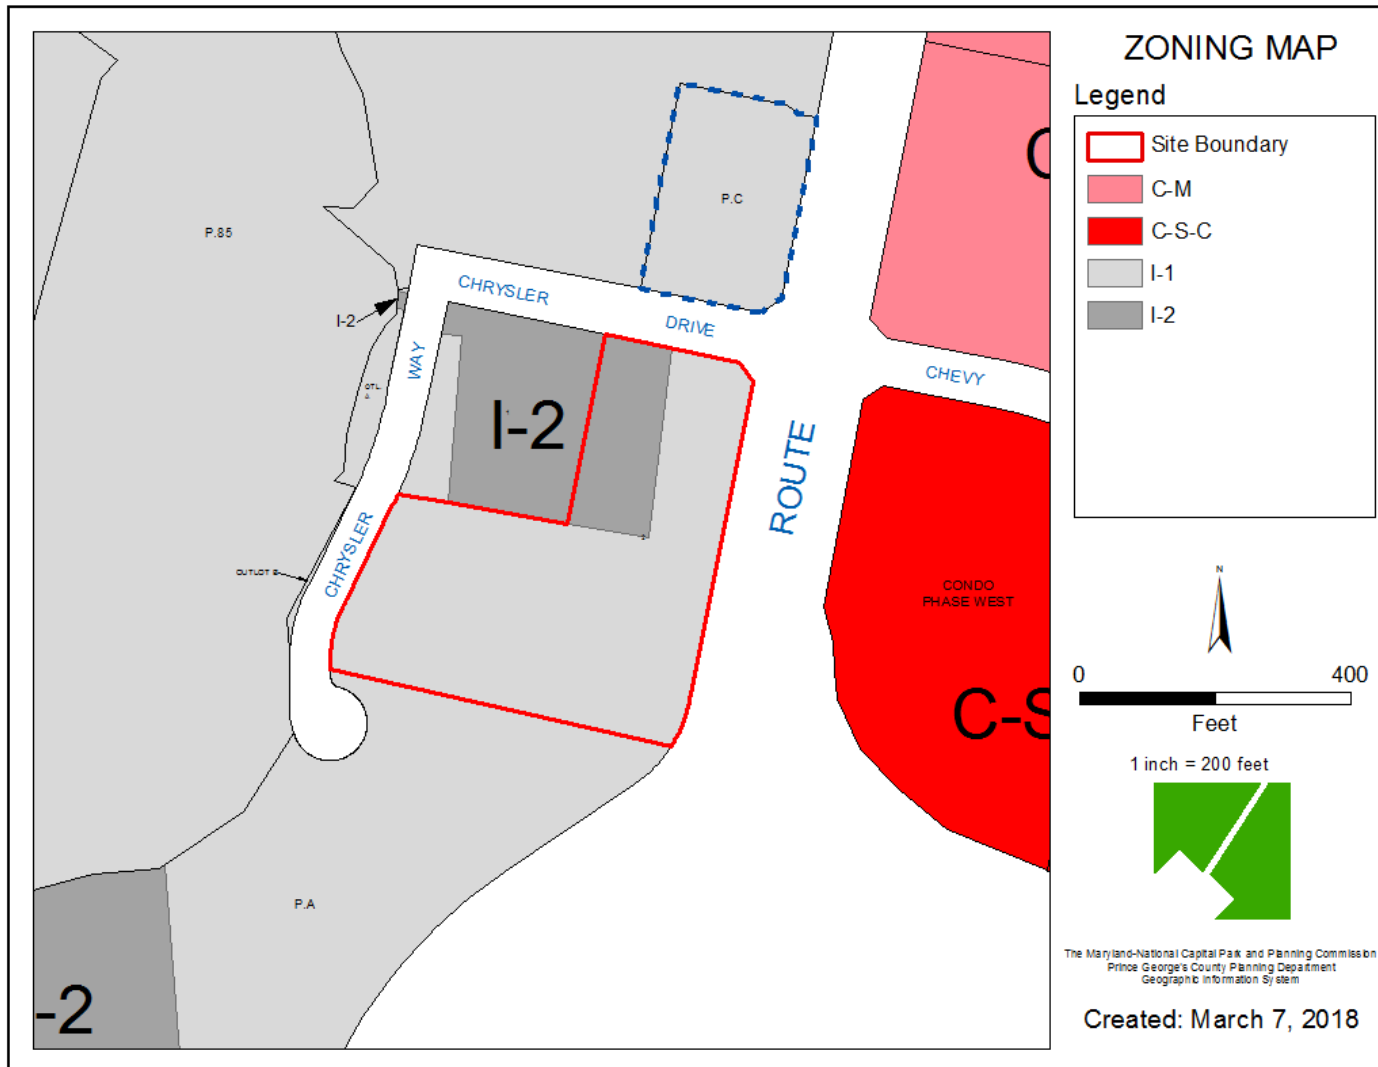 ZONING MAP
Legend
Site Boundary
C-M
C-S-C
I-1
I-2
C
P.C
P.85
CHRYSLER
DRIVE
I-2
WAY
CHEVY
I-2
ROUTE
CHRYSLER
OUTLOT B
CONDO
PHASE WEST
N
0
400
C-S
Feet
1 inch = 200 feet
P.A
-2
The Maryland-National Capital Park and Planning Commission
Prince George's County Planning Department
Geographic Information System
Created: March 7, 2018